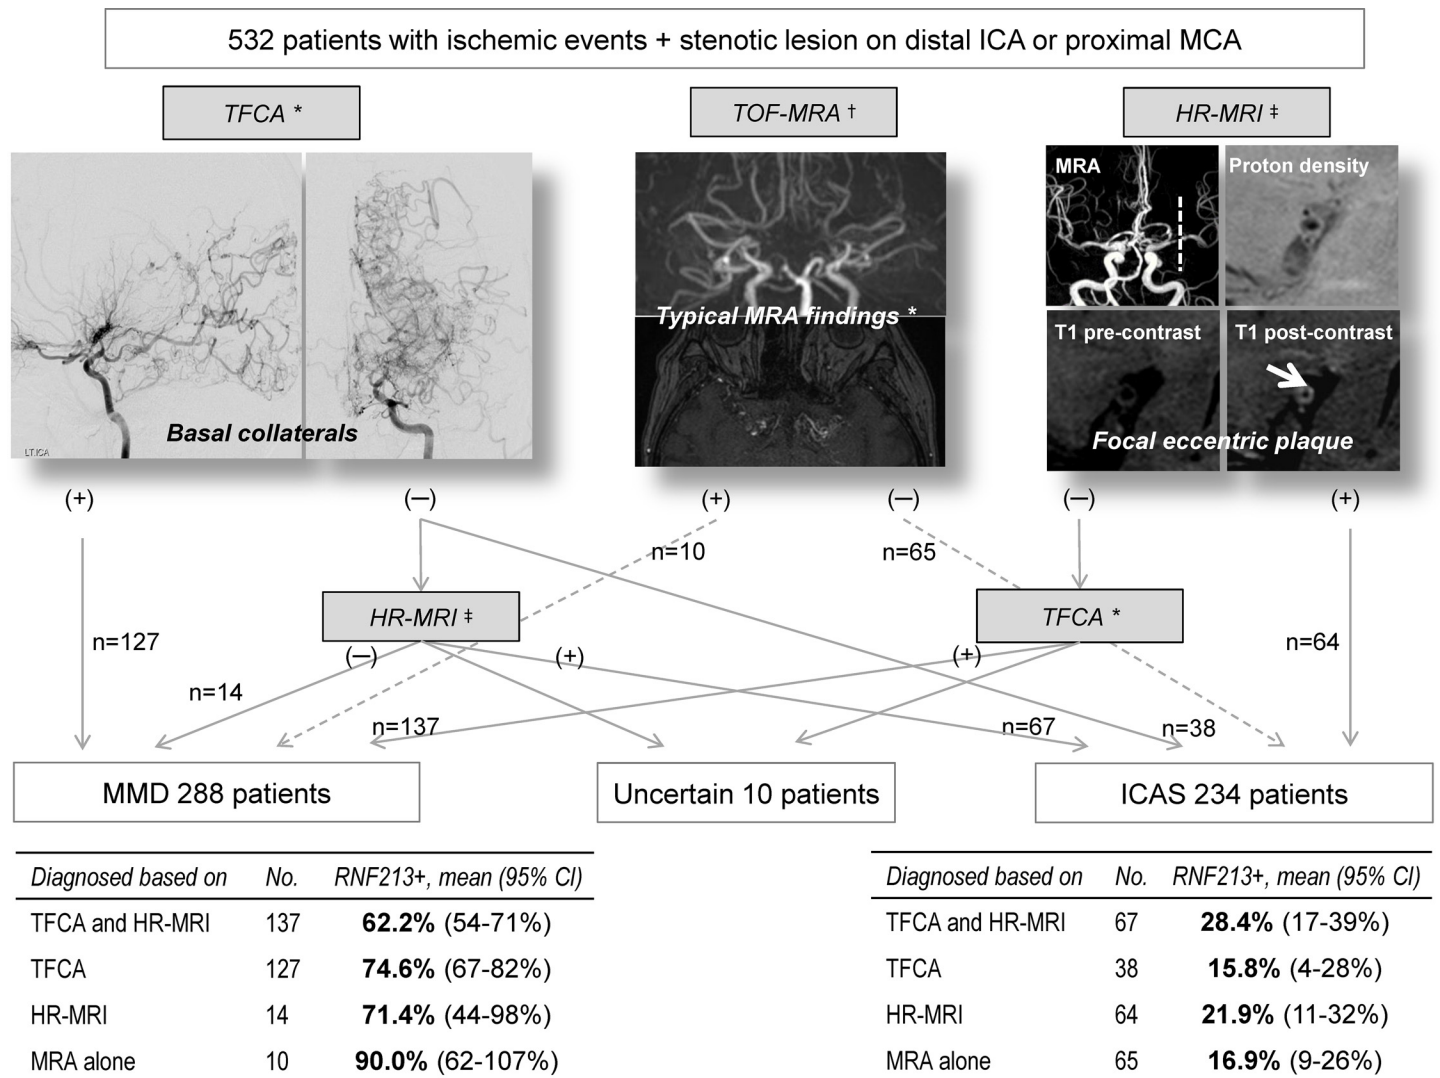 532 patients with ischemic events + stenotic lesion on distal ICA or proximal MCA
TFCA *
TOF-MRA †
HR-MRI ‡
MRA
Proton density
Typical MRA findings *
T1 pre-contrast
T1 post-contrast
Basal collaterals
Focal eccentric plaque
LT.ICA
(+)
(—)
(+)
(—)
(—)
(+)
n=10
n=65
HR-MRI ‡
TFCA *
n=127
n=64
(—)
(+)
(+)
n=14
n=137
n=67
n=38
MMD 288 patients
Uncertain 10 patients
ICAS 234 patients
Diagnosed based on No. RNF213+, mean (95% CI)
TFCA and HR-MRI 137 62.2% (54-71%)
TFCA 127 74.6% (67-82%)
HR-MRI 14 71.4% (44-98%)
MRA alone 10 90.0% (62-107%)
Diagnosed based on No. RNF213+, mean (95% CI)
TFCA and HR-MRI 67 28.4% (17-39%)
TFCA 38 15.8% (4-28%)
HR-MRI 64 21.9% (11-32%)
MRA alone 65 16.9% (9-26%)